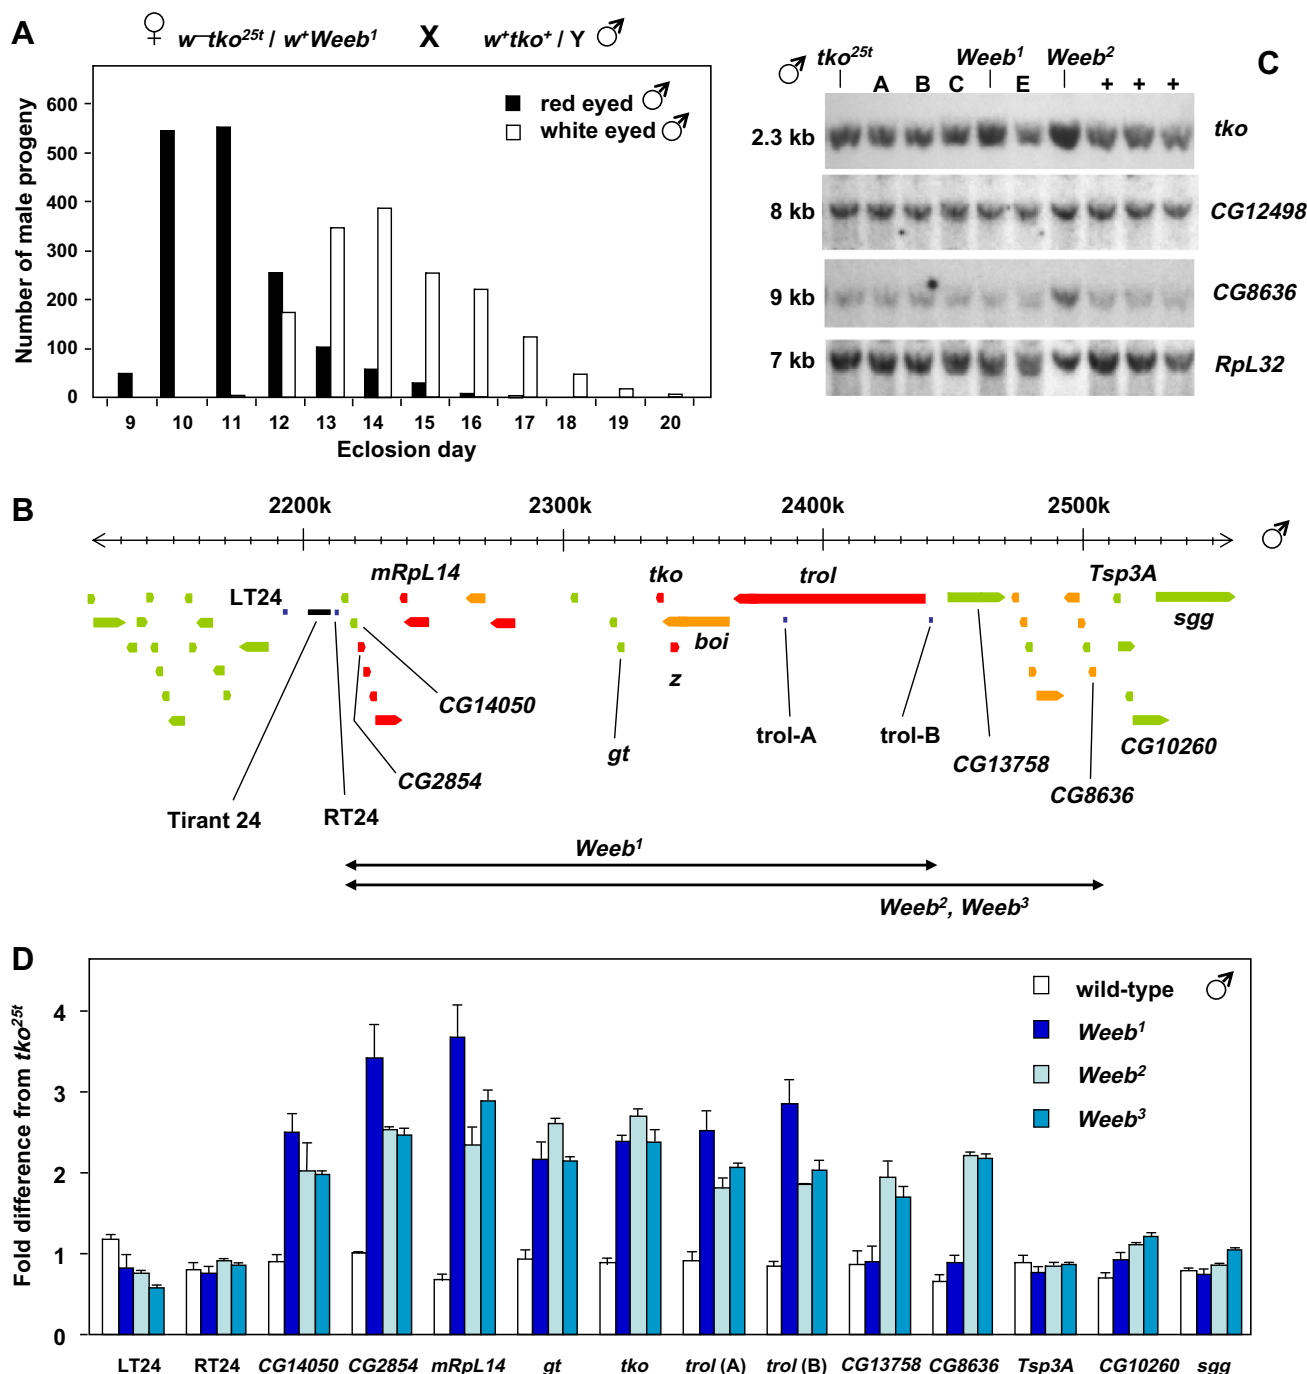 A
♀ w⁻tko²⁵ᵗ / w⁺Weeb¹ X w⁺tko⁺ / Y ♂
Number of male progeny
600
500
400
300
200
100
0
red eyed ♂
white eyed ♂
9 10 11 12 13 14 15 16 17 18 19 20
Eclosion day
C
♂ tko²⁵ᵗ A B C Weeb¹ E Weeb² + + +
2.3 kb tko
8 kb CG12498
9 kb CG8636
7 kb RpL32
B
2200k 2300k 2400k 2500k ♂
LT24 mRpL14 tko trol Tsp3A
sgg
boi
z
CG14050
gt
trol-A trol-B
CG10260
CG13758
CG2854
CG8636
Tirant 24 RT24
Weeb¹
Weeb², Weeb³
D
Fold difference from tko²⁵ᵗ
4
3
2
1
0
wild-type ♂
Weeb¹
Weeb²
Weeb³
LT24 RT24 CG14050 CG2854 mRpL14 gt tko trol (A) trol (B) CG13758 CG8636 Tsp3A CG10260 sgg